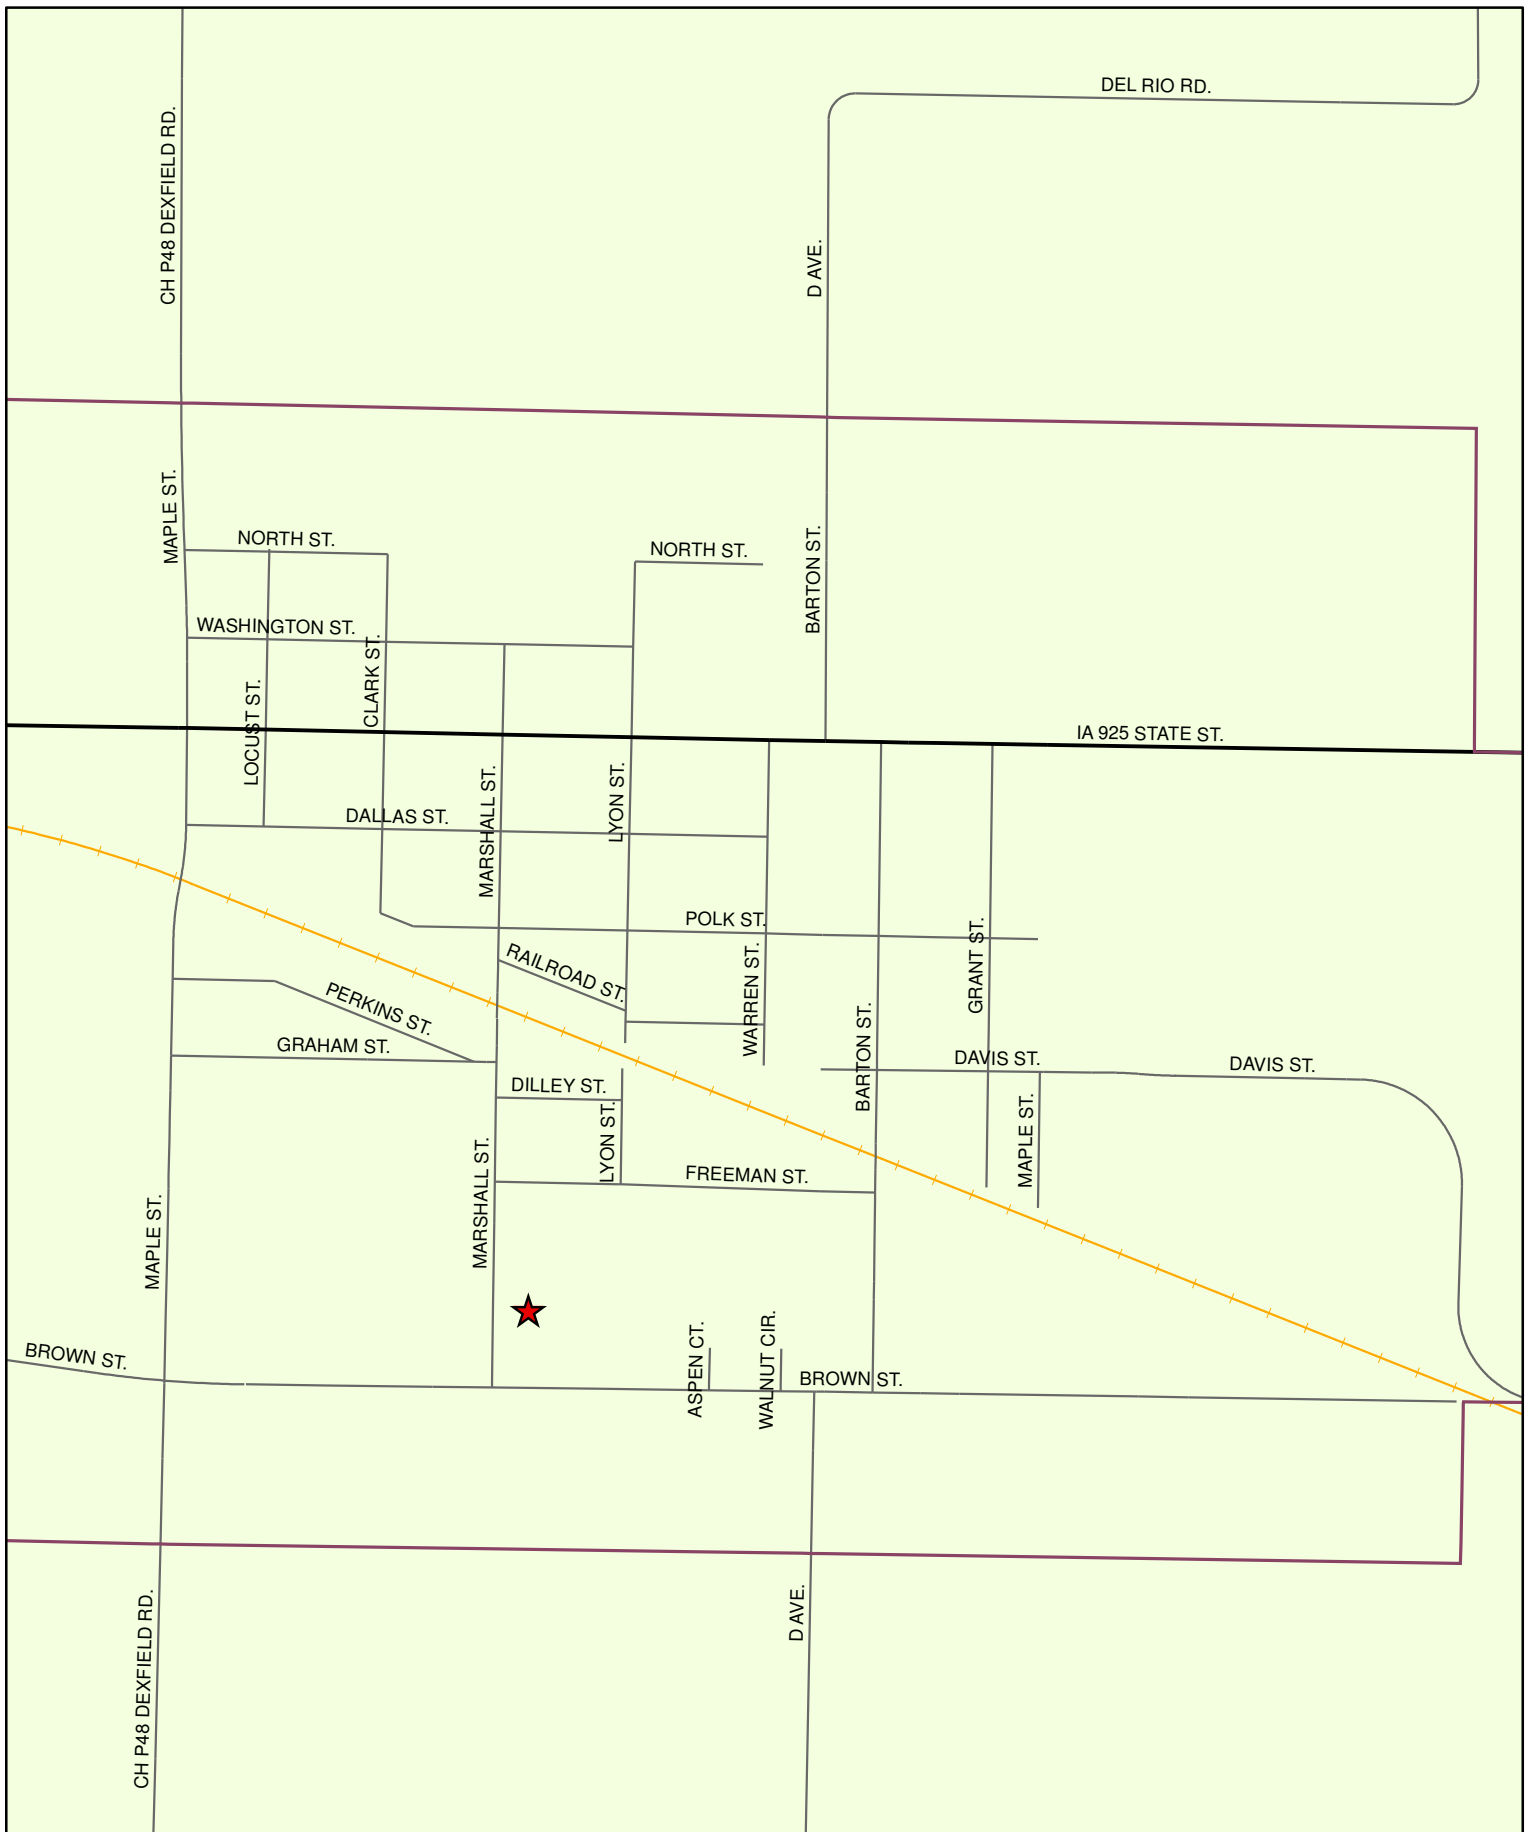 DEL RIO RD.
CH P48 DEXFIELD RD.
D AVE.
MAPLE ST.
NORTH ST.
NORTH ST.
BARTON ST.
WASHINGTON ST.
CLARK ST.
LOCUST ST.
IA 925 STATE ST.
MARSHALL ST.
LYON ST.
DALLAS ST.
POLK ST.
RAILROAD ST.
WARREN ST.
GRANT ST.
PERKINS ST.
GRAHAM ST.
BARTON ST.
DAVIS ST.
DAVIS ST.
DILLEY ST.
LYON ST.
MAPLE ST.
FREEMAN ST.
MARSHALL ST.
MAPLE ST.
BROWN ST.
ASPEN CT.
WALNUT CIR.
BROWN ST.
D AVE.
CH P48 DEXFIELD RD.